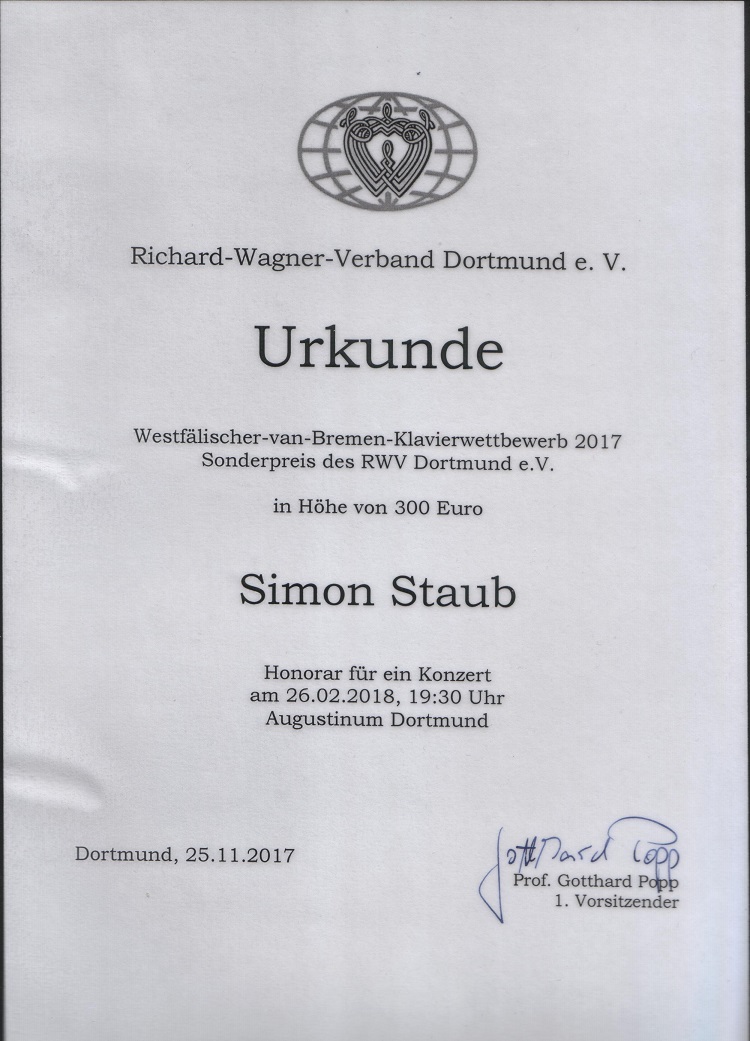 Richard-Wagner-Verband Dortmund e. V.
Urkunde
Westfälischer-van-Bremen-Klavierwettbewerb 2017
Sonderpreis des RWV Dortmund e.V.
in Höhe von 300 Euro
Simon Staub
Honorar für ein Konzert
am 26.02.2018, 19:30 Uhr
Augustinum Dortmund
Dortmund, 25.11.2017
Gotthard Popp
Prof. Gotthard Popp
1. Vorsitzender